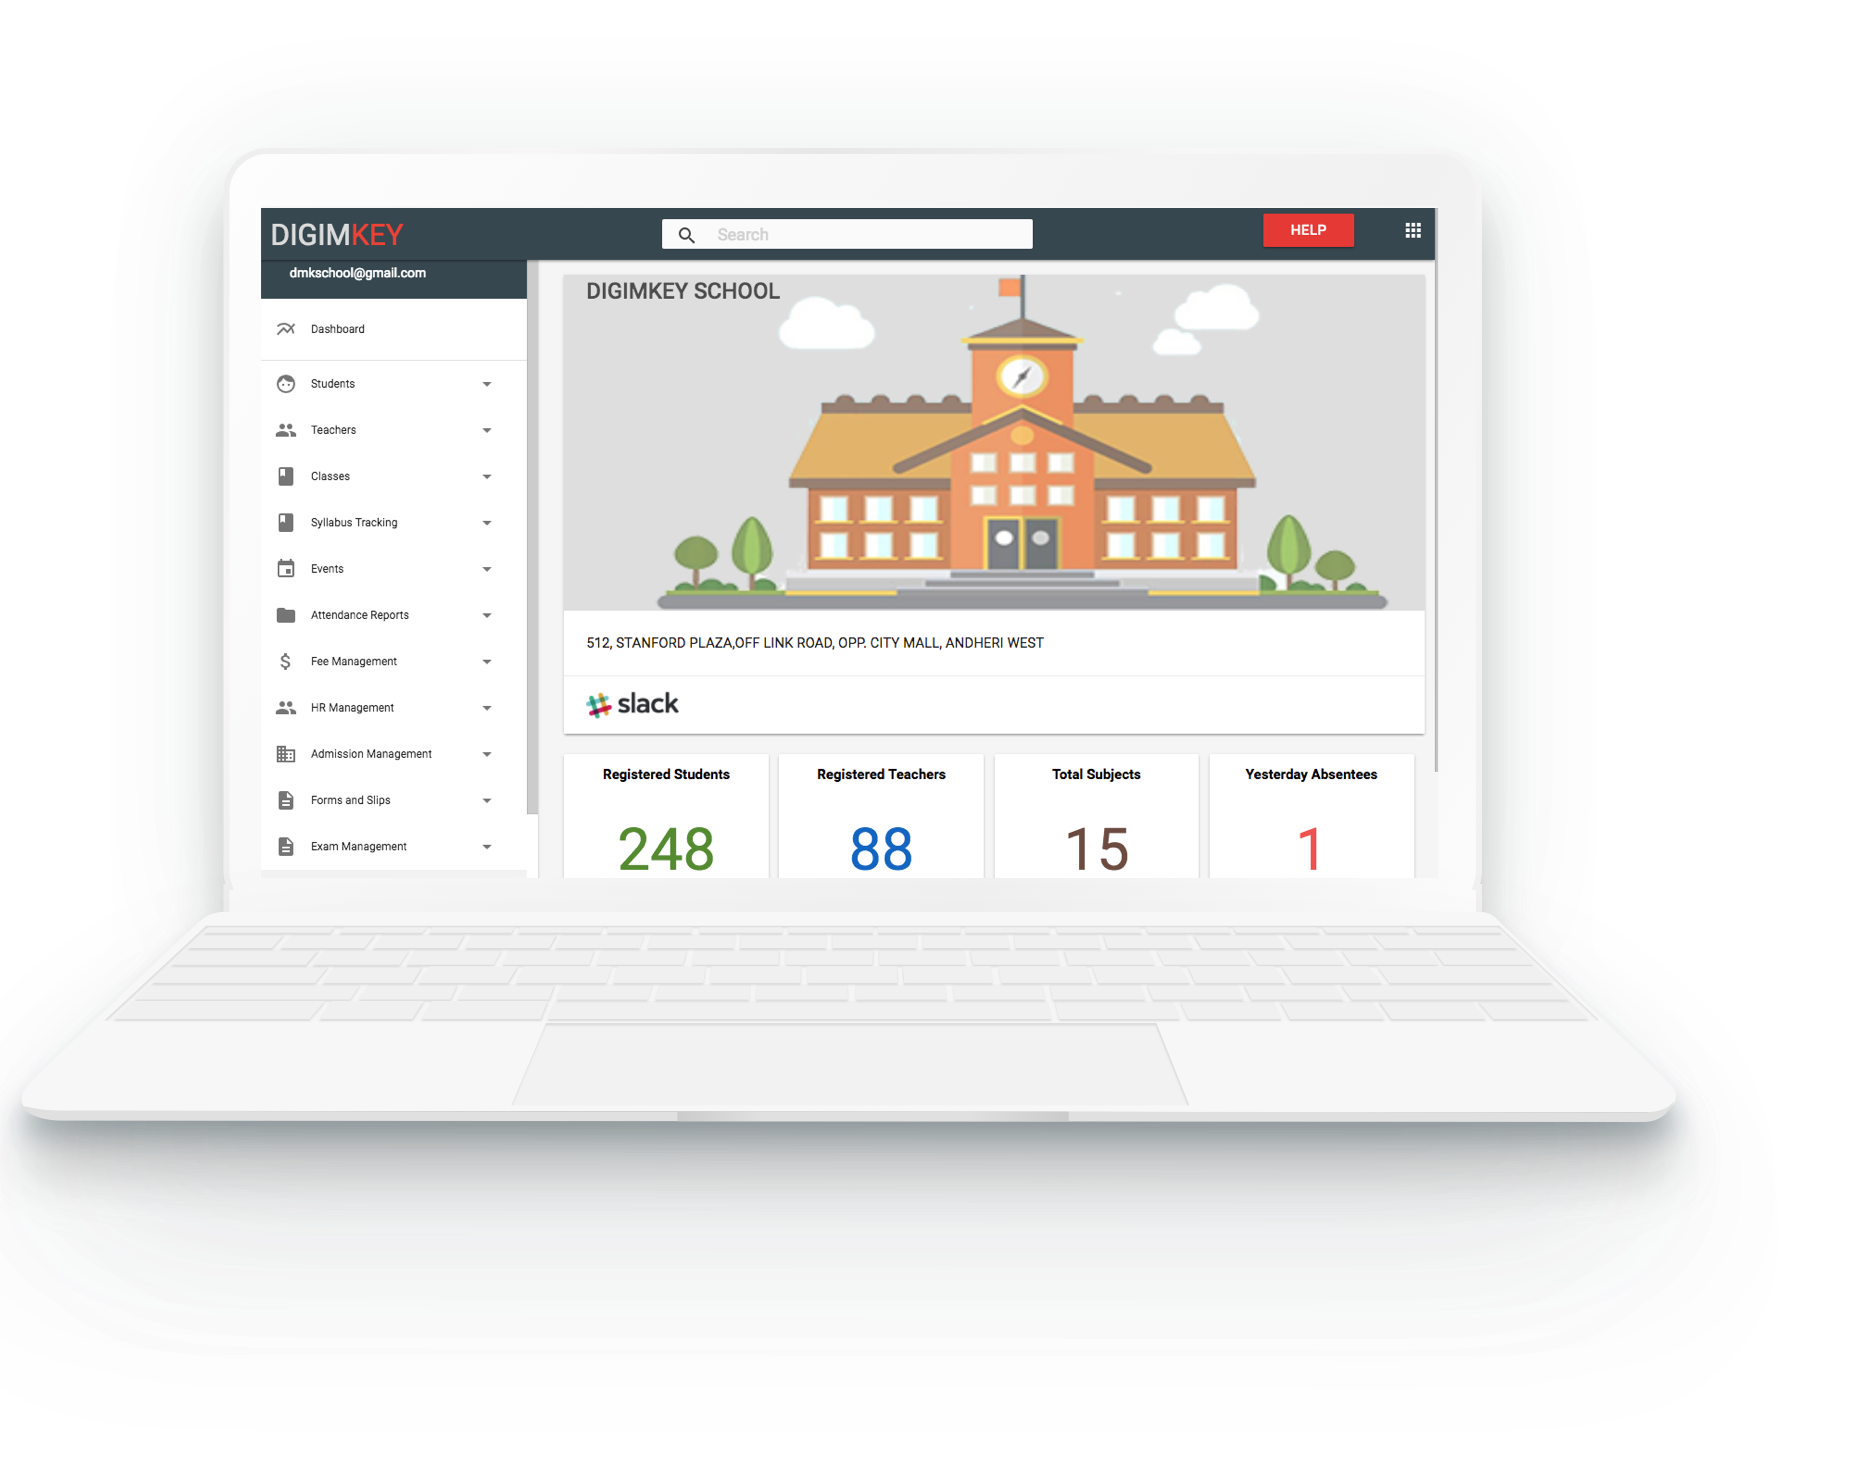 DIGIMKEY
Search
HELP
dmkschool@gmail.com
Dashboard
Students
Teachers
Classes
Syllabus Tracking
Events
Attendance Reports
Fee Management
HR Management
Admission Management
Forms and Slips
Exam Management
DIGIMKEY SCHOOL
512, STANFORD PLAZA,OFF LINK ROAD, OPP. CITY MALL, ANDHERI WEST
slack
Registered Students
248
Registered Teachers
88
Total Subjects
15
Yesterday Absentees
1